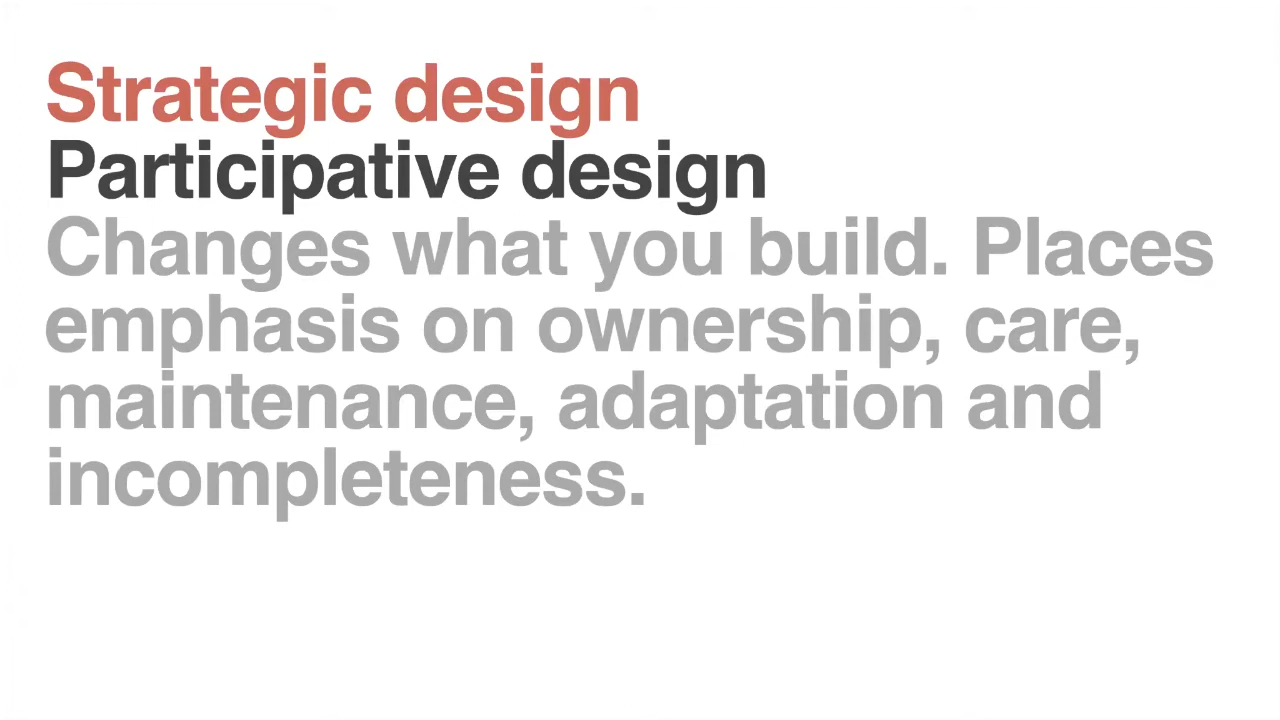 Strategic design
Participative design
Changes what you build. Places
emphasis on ownership, care,
maintenance, adaptation and
incompleteness.